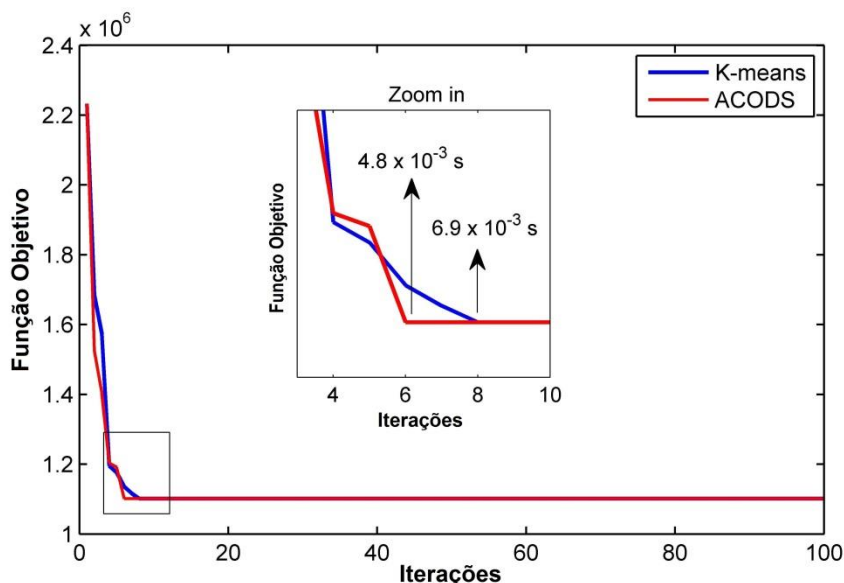 x 10^6
2.4
2.2
2
1.8
1.6
1.4
1.2
1
Função Objetivo
0
20
40
60
80
100
Iterações
K-means
ACODS
Zoom in
4.8 x 10^-3 s
6.9 x 10^-3 s
Função Objetivo
4
6
8
10
Iterações